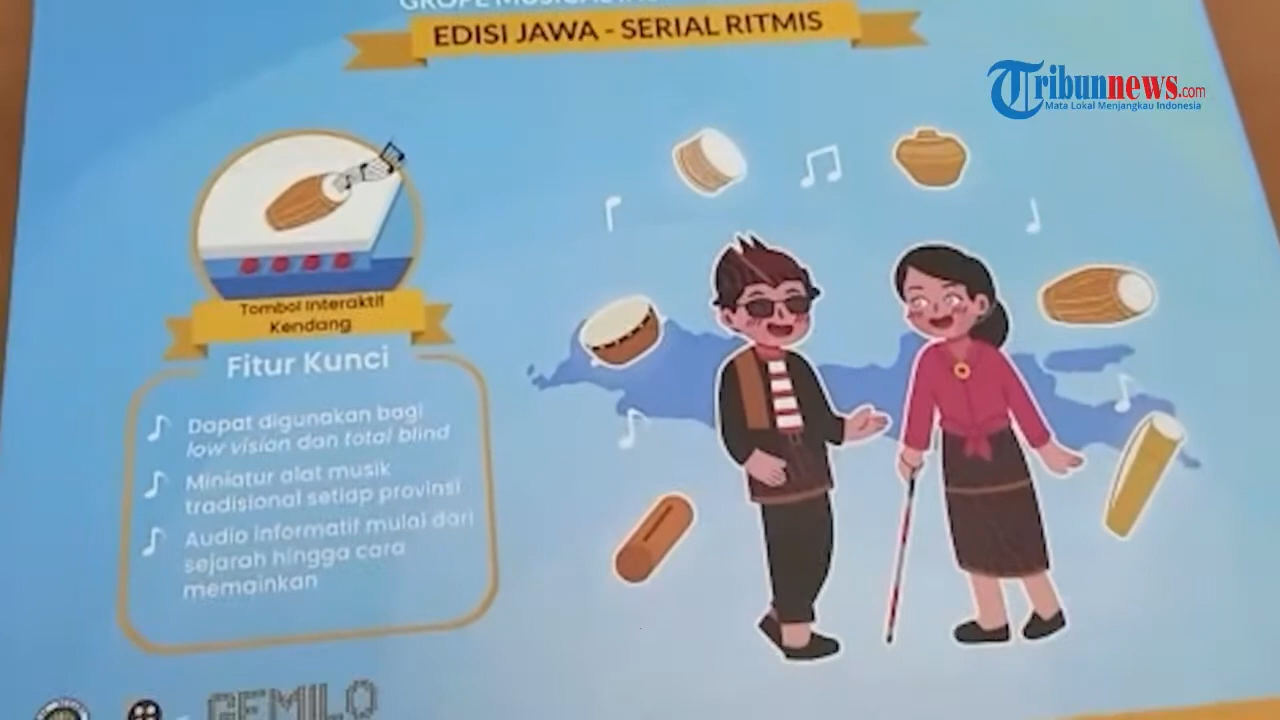 GROPE MUSICAL
EDISI JAWA - SERIAL RITMIS
Tribunnews.com
Mata Lokal Menjangkau Indonesia
Tombol Interaktif
Kendang
Fitur Kunci
Dapat digunakan bagi
low vision dan total blind
Miniatur alat musik
tradisional setiap provinsi
Audio informatif mulai dari
sejarah hingga cara
memainkan
GEMILO